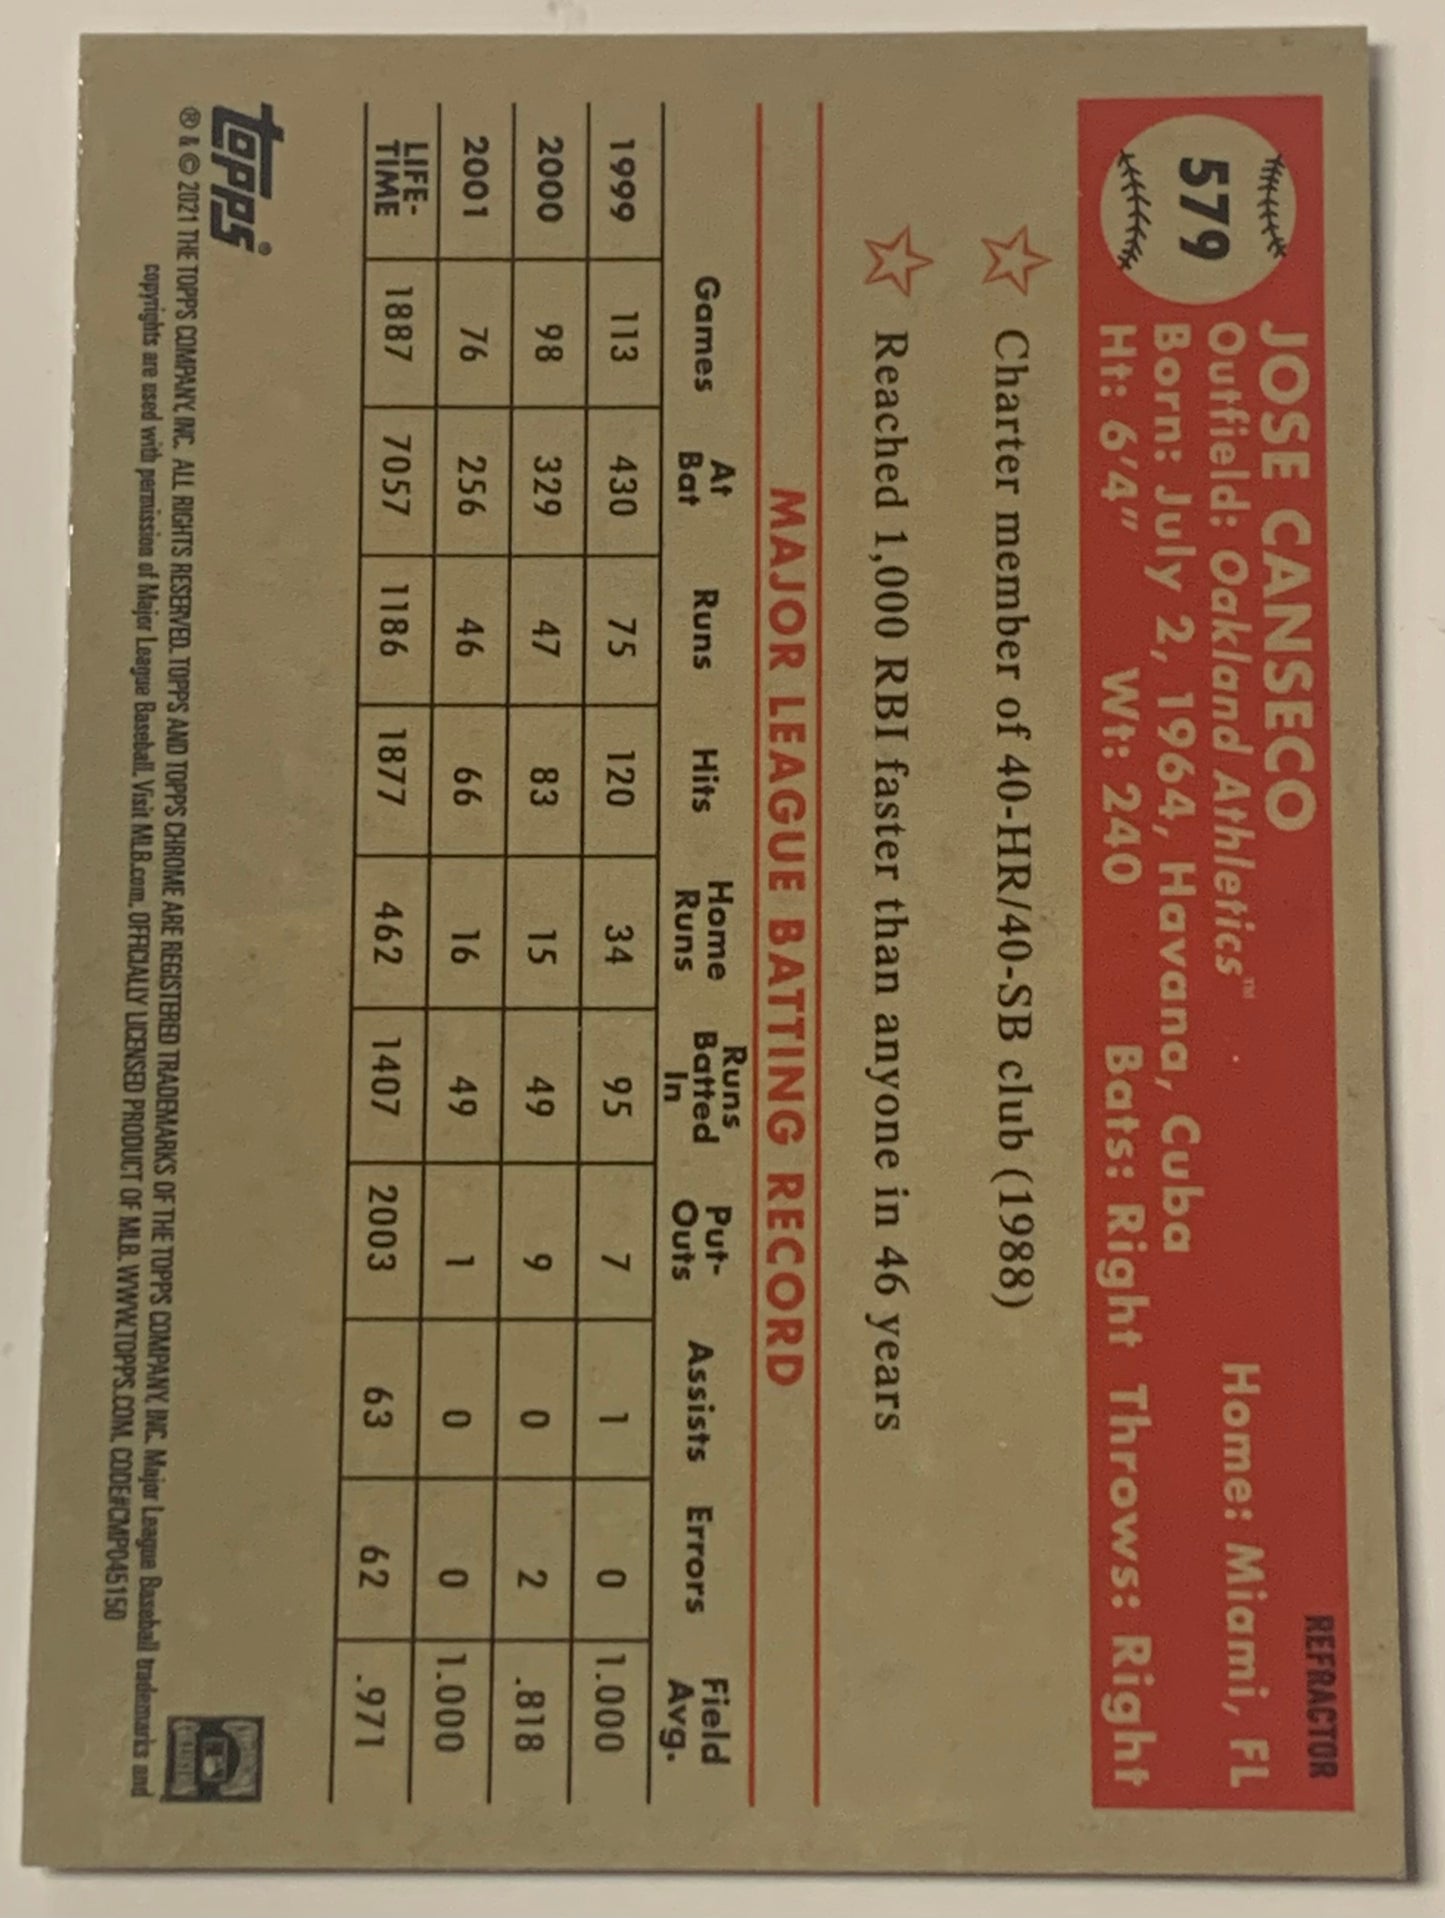 REFRACTOR
579
JOSE CANSECO
Outfield: Oakland Athletics™ Home: Miami, FL
Born: July 2, 1964, Havana, Cuba
Ht: 6'4" Wt: 240 Bats: Right Throws: Right
☆ Charter member of 40-HR/40-SB club (1988)
☆ Reached 1,000 RBI faster than anyone in 46 years
MAJOR LEAGUE BATTING RECORD
Games At Bat Runs Hits Home Runs Runs Batted In Put-Outs Assists Errors Field Avg.
1999 113 430 75 120 34 95 7 1 0 1.000
2000 98 329 47 83 15 49 9 0 2 .818
2001 76 256 46 66 16 49 1 0 0 1.000
LIFE-TIME 1887 7057 1186 1877 462 1407 2003 63 62 .971
topps®
® & © 2021 THE TOPPS COMPANY, INC. ALL RIGHTS RESERVED. TOPPS AND TOPPS CHROME ARE REGISTERED TRADEMARKS OF THE TOPPS COMPANY, INC. Major League Baseball trademarks and
copyrights are used with permission of Major League Baseball. Visit MLB.com. OFFICIALLY LICENSED PRODUCT OF MLB. WWW.TOPPS.COM. CODE#CMP045150